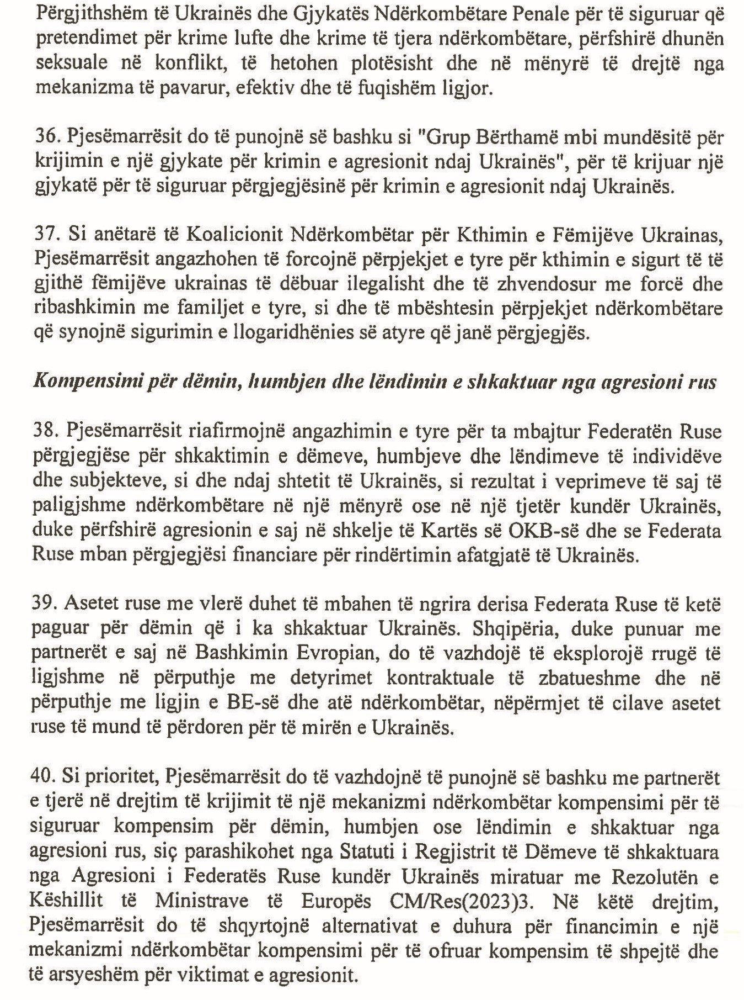 Përgjithshëm të Ukrainës dhe Gjykatës Ndërkombëtare Penale për të siguruar që
pretendimet për krime lufte dhe krime të tjera ndërkombëtare, përfshirë dhunën
seksuale në konflikt, të hetohen plotësisht dhe në mënyrë të drejtë nga
mekanizma të pavarur, efektiv dhe të fuqishëm ligjor.
36. Pjesëmarrësit do të punojnë së bashku si "Grup Bërthamë mbi mundësitë për
krijimin e një gjykate për krimin e agresionit ndaj Ukrainës", për të krijuar një
gjykatë për të siguruar përgjegjësinë për krimin e agresionit ndaj Ukrainës.
37. Si anëtarë të Koalicionit Ndërkombëtar për Kthimin e Fëmijëve Ukrainas,
Pjesëmarrësit angazhohen të forcojnë përpjekjet e tyre për kthimin e sigurt të të
gjithë fëmijëve ukrainas të dëbuar ilegalisht dhe të zhvendosur me forcë dhe
ribashkimin me familjet e tyre, si dhe të mbështesin përpjekjet ndërkombëtare
që synojnë sigurimin e llogaridhënies së atyre që janë përgjegjës.
Kompensimi për dëmin, humbjen dhe lëndimin e shkaktuar nga agresioni rus
38. Pjesëmarrësit riafirmojnë angazhimin e tyre për ta mbajtur Federatën Ruse
përgjegjëse për shkaktimin e dëmeve, humbjeve dhe lëndimeve të individëve
dhe subjekteve, si dhe ndaj shtetit të Ukrainës, si rezultat i veprimeve të saj të
paligjshme ndërkombëtare në një mënyrë ose në një tjetër kundër Ukrainës,
duke përfshirë agresionin e saj në shkelje të Kartës së OKB-së dhe se Federata
Ruse mban përgjegjësi financiare për rindërtimin afatgjatë të Ukrainës.
39. Asetet ruse me vlerë duhet të mbahen të ngrira derisa Federata Ruse të ketë
paguar për dëmin që i ka shkaktuar Ukrainës. Shqipëria, duke punuar me
partnerët e saj në Bashkimin Evropian, do të vazhdojë të eksplorojë rrugë të
ligjshme në përputhje me detyrimet kontraktuale të zbatueshme dhe në
përputhje me ligjin e BE-së dhe atë ndërkombëtar, nëpërmjet të cilave asetet
ruse të mund të përdoren për të mirën e Ukrainës.
40. Si prioritet, Pjesëmarrësit do të vazhdojnë të punojnë së bashku me partnerët
e tjerë në drejtim të krijimit të një mekanizmi ndërkombëtar kompensimi për të
siguruar kompensim për dëmin, humbjen ose lëndimin e shkaktuar nga
agresioni rus, siç parashikohet nga Statuti i Regjistrit të Dëmeve të shkaktuara
nga Agresioni i Federatës Ruse kundër Ukrainës miratuar me Rezolutën e
Këshillit të Ministrave të Europës CM/Res(2023)3. Në këtë drejtim,
Pjesëmarrësit do të shqyrtojnë alternativat e duhura për financimin e një
mekanizmi ndërkombëtar kompensimi për të ofruar kompensim të shpejtë dhe
të arsyeshëm për viktimat e agresionit.